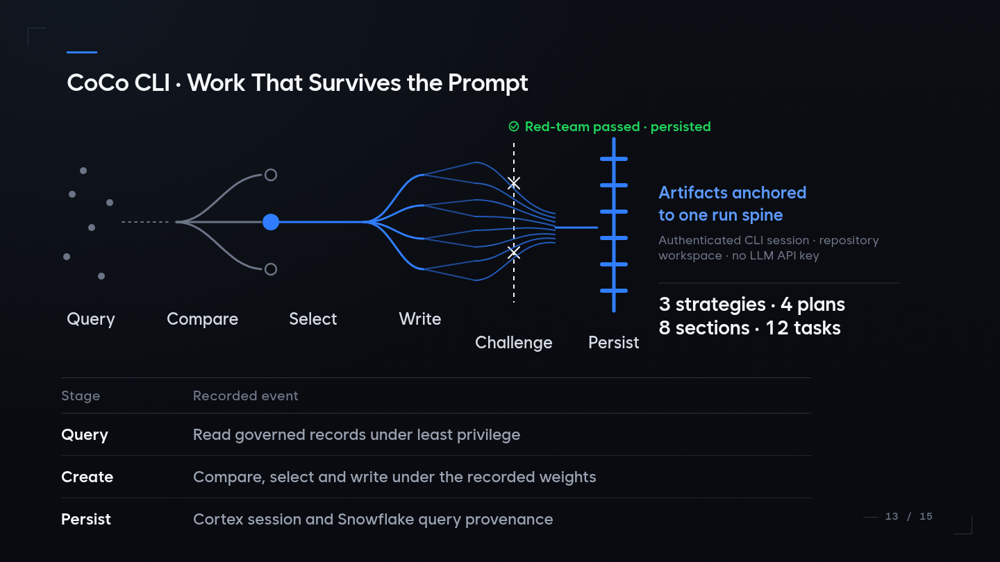 CoCo CLI · Work That Survives the Prompt
Red-team passed · persisted
Artifacts anchored
to one run spine
Authenticated CLI session · repository
workspace · no LLM API key
3 strategies · 4 plans
8 sections · 12 tasks
Query
Compare
Select
Write
Challenge
Persist
Stage Recorded event
Query Read governed records under least privilege
Create Compare, select and write under the recorded weights
Persist Cortex session and Snowflake query provenance
13 / 15